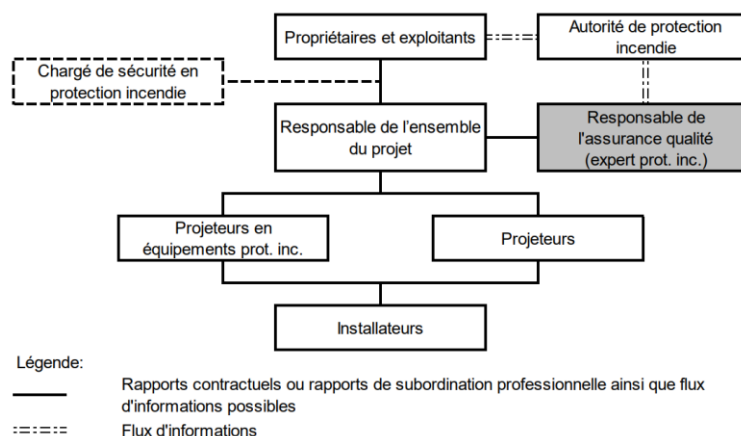 Propriétaires et exploitants
Autorité de protection
incendie
Chargé de sécurité en
protection incendie
Responsable de l'ensemble
du projet
Responsable de
l'assurance qualité
(expert prot. inc.)
Projeteurs en
équipements prot. inc.
Projeteurs
Installateurs
Légende:
Rapports contractuels ou rapports de subordination professionnelle ainsi que flux
d'informations possibles
Flux d'informations